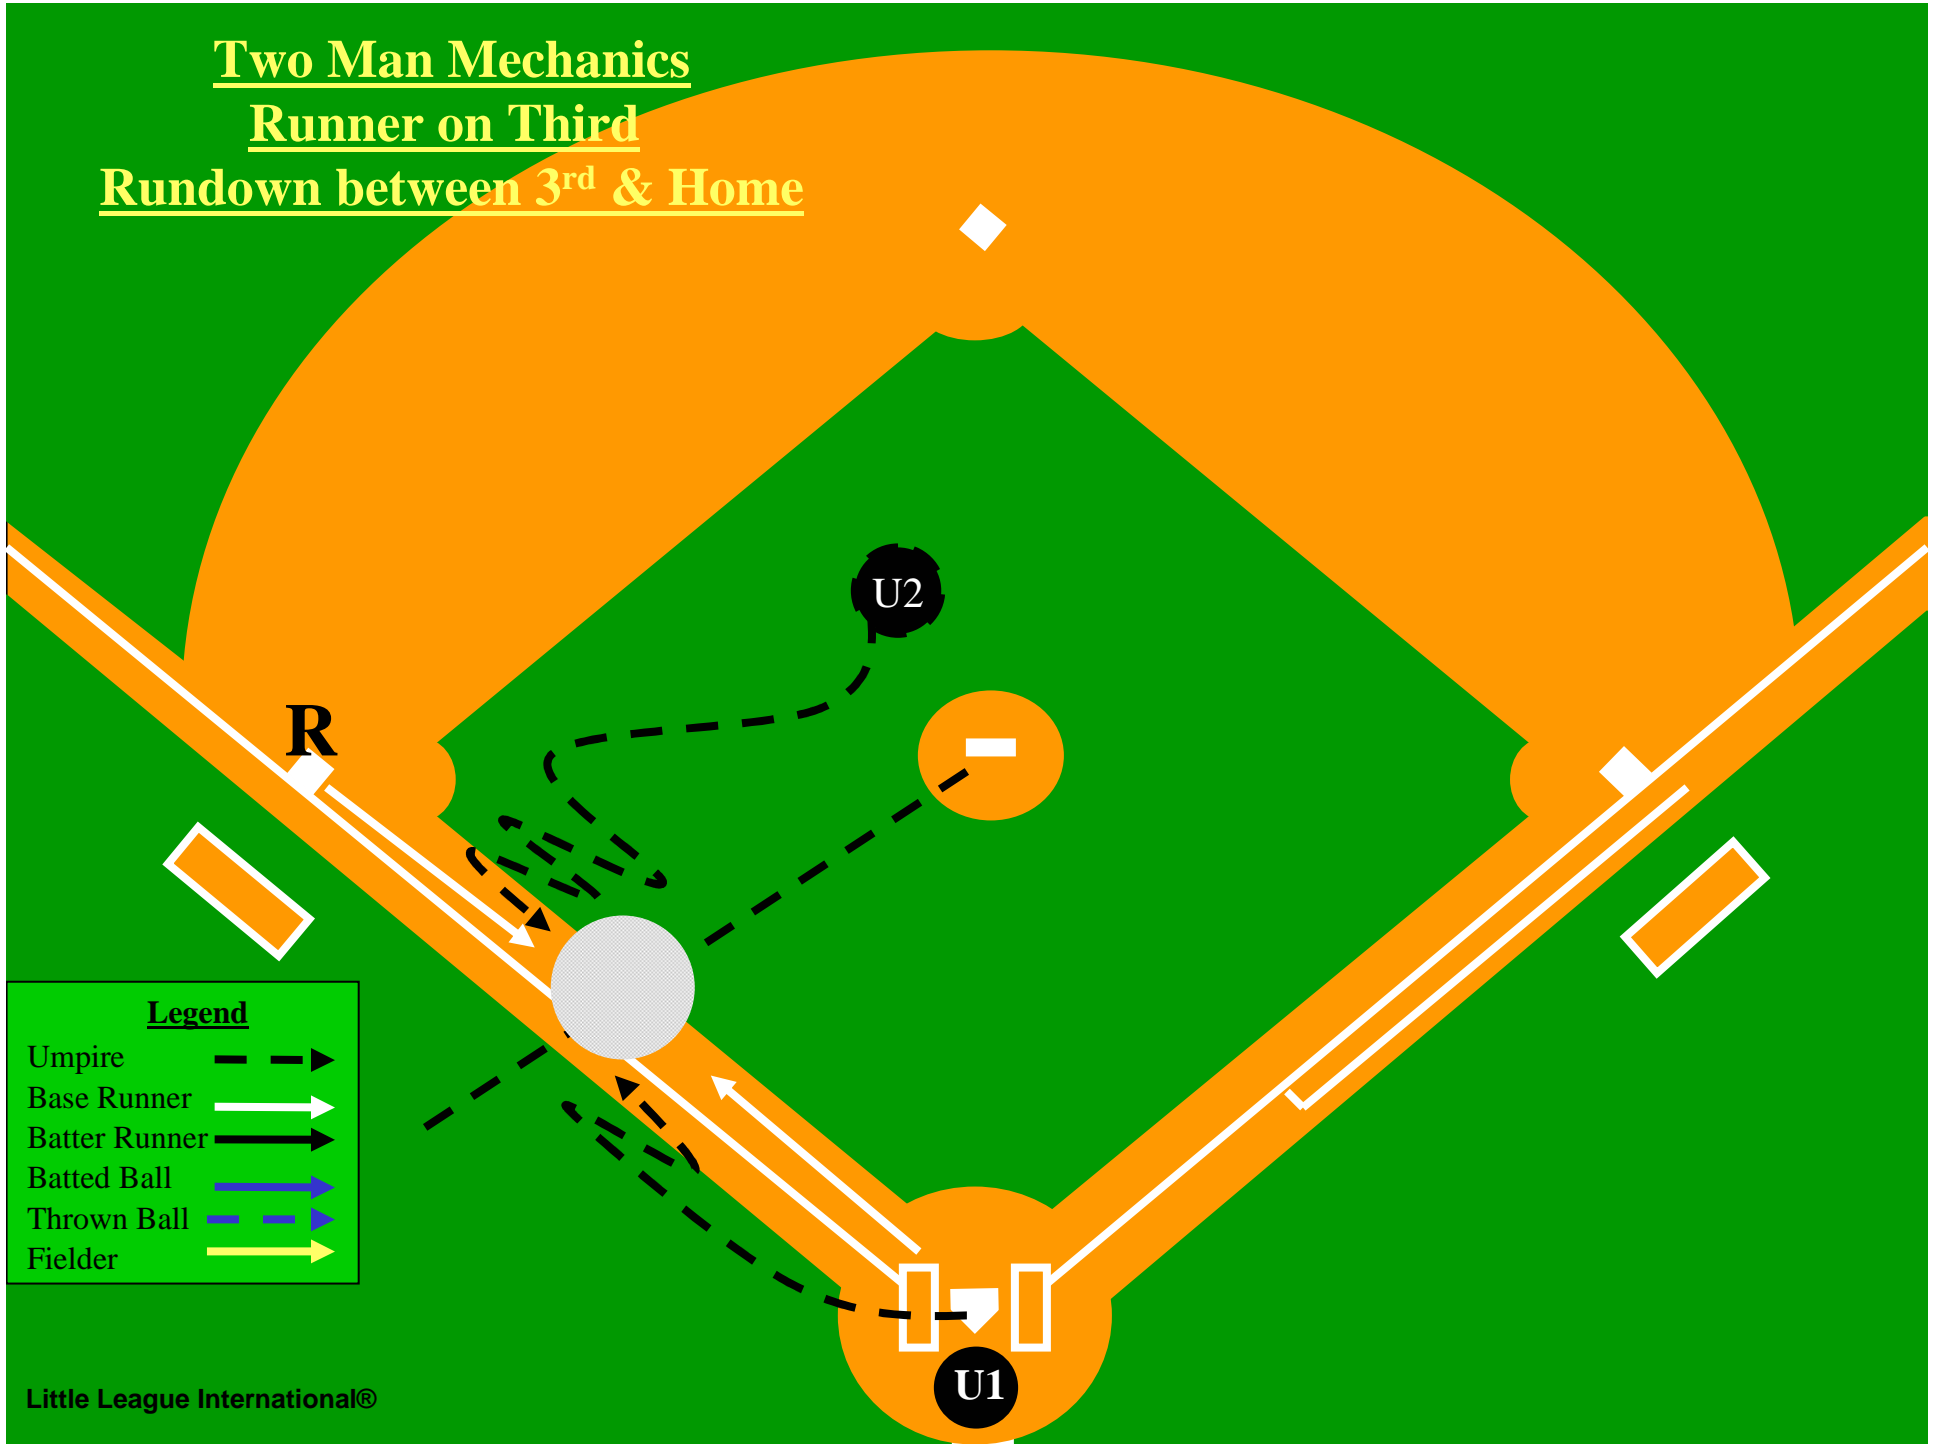 Two Man Mechanics
Runner on Third
Rundown between 3rd & Home
U2
R
Legend
Umpire
Base Runner
Batter Runner
Batted Ball
Thrown Ball
Fielder
U1
Little League International®